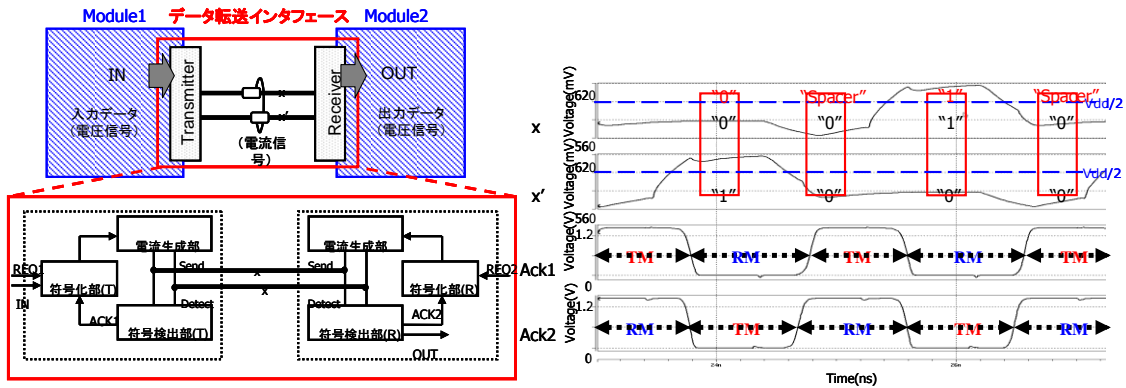 Module1
データ転送インタフェース
Module2
IN
Transmitter
x
x'
(電流信
号)
Receiver
OUT
入力データ
(電圧信号)
出力データ
(電圧信号)
電流生成部
Send
REQ1
IN
符号化部(T)
ACK1
Detect
符号検出部(T)
x
x
電流生成部
Send
REQ2
符号化部(R)
ACK2
Detect
符号検出部(R)
OUT
x
x'
Ack1
Ack2
Voltage(mV)
620
560
"0"
"Spacer"
"1"
"Spacer"
Vdd/2
"0"
"0"
"1"
"0"
Voltage(mV)
620
560
Vdd/2
"1"
"0"
"0"
"0"
Voltage(V)
1.2
0
TM
RM
TM
RM
TM
Voltage(V)
1.2
0
RM
TM
RM
TM
RM
24n
26n
Time(ns)